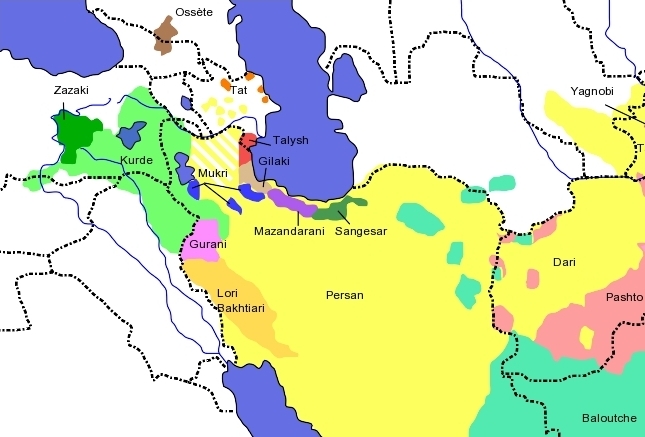 Ossète
Zazaki
Tat
Yagnobi
Talysh
T
Kurde
Gilaki
Mukri
Mazandarani
Sangesar
Gurani
Dari
Lori
Bakhtiari
Persan
Pashto
Baloutche